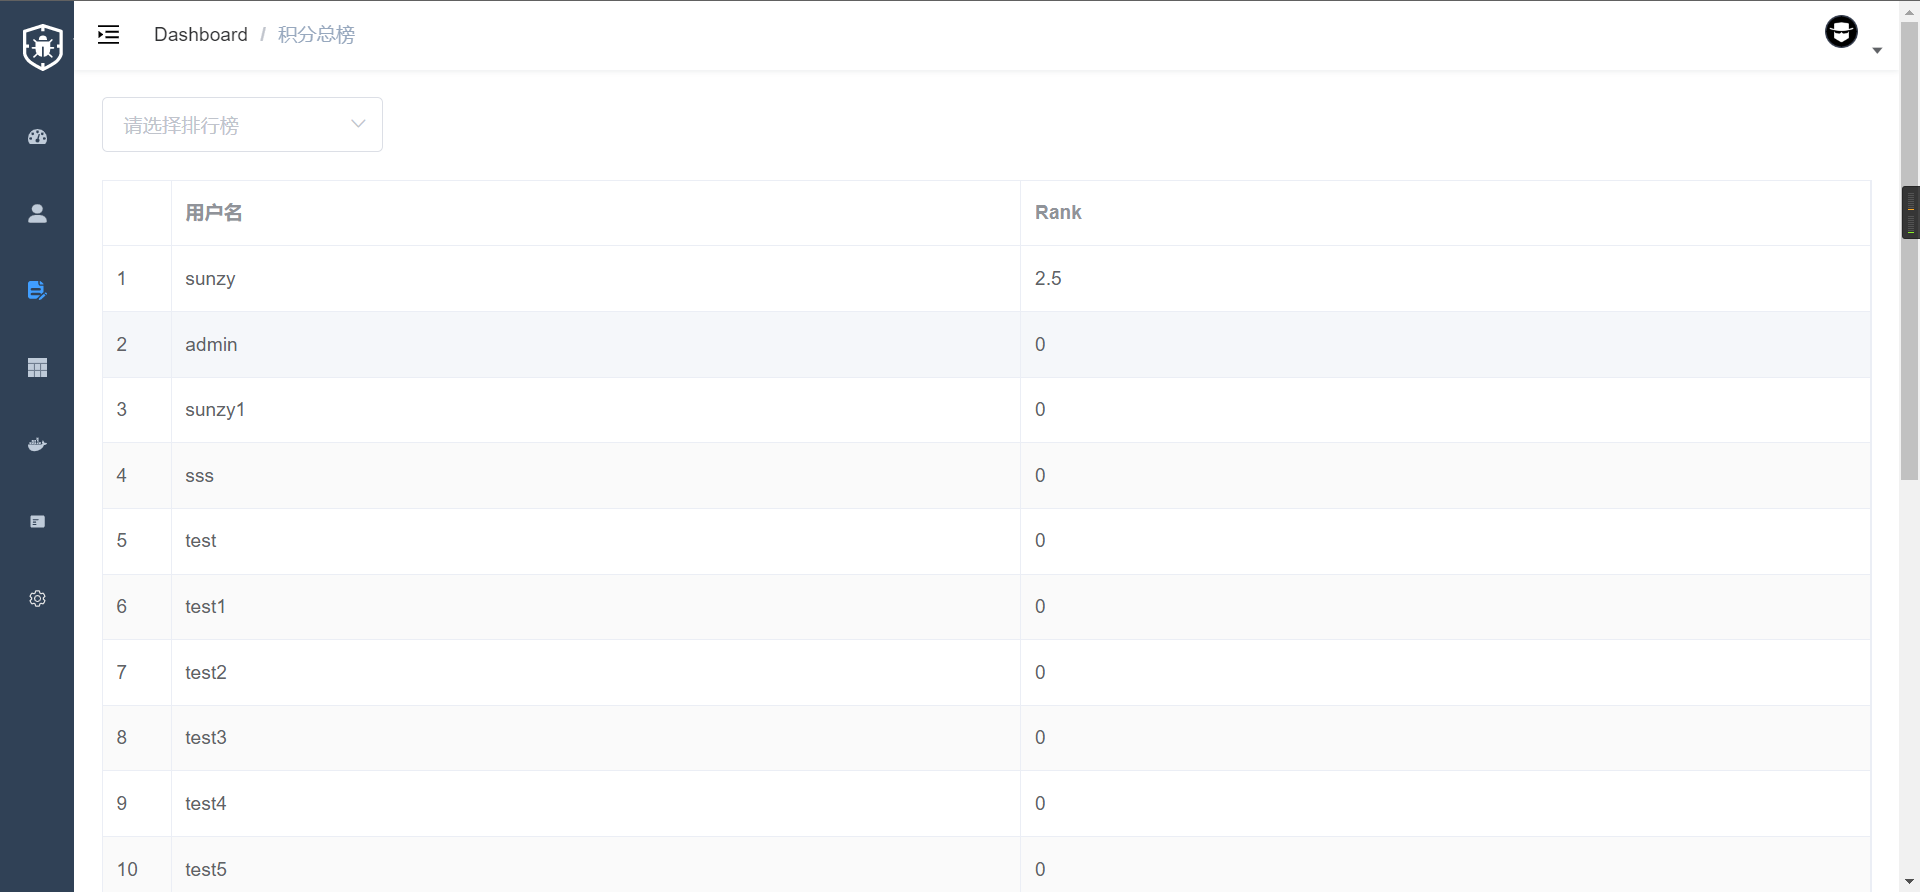 Dashboard / 积分总榜
请选择排行榜
用户名 Rank
1 sunzy 2.5
2 admin 0
3 sunzy1 0
4 sss 0
5 test 0
6 test1 0
7 test2 0
8 test3 0
9 test4 0
10 test5 0